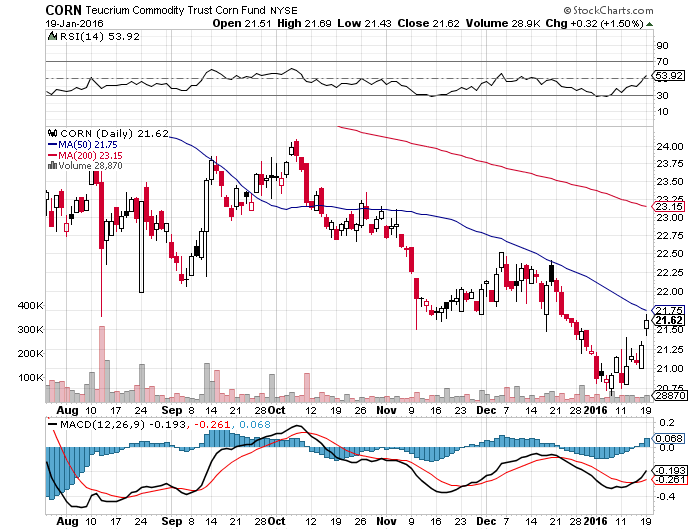 CORN Teucrium Commodity Trust Corn Fund NYSE © StockCharts.com
19-Jan-2016 Open 21.51 High 21.69 Low 21.43 Close 21.62 Volume 28.9K Chg +0.32 (+1.50%)
RSI(14) 53.92
90
70
53.92
50
30
10
CORN (Daily) 21.62
MA(50) 21.75
MA(200) 23.15
Volume 28,870
24.00
23.75
23.50
23.25
23.15
23.00
22.75
22.50
22.25
22.00
21.75
21.62
21.50
21.25
21.00
20.75
28870
400K
300K
200K
100K
Aug 10 17 24 Sep 8 14 21 28 Oct 12 19 26 Nov 9 16 23 Dec 7 14 21 28 2016 11 19
MACD(12,26,9) -0.193, -0.261, 0.068
0.2
0.068
0.0
-0.193
-0.261
-0.4
Aug 10 17 24 Sep 8 14 21 28 Oct 12 19 26 Nov 9 16 23 Dec 7 14 21 28 2016 11 19